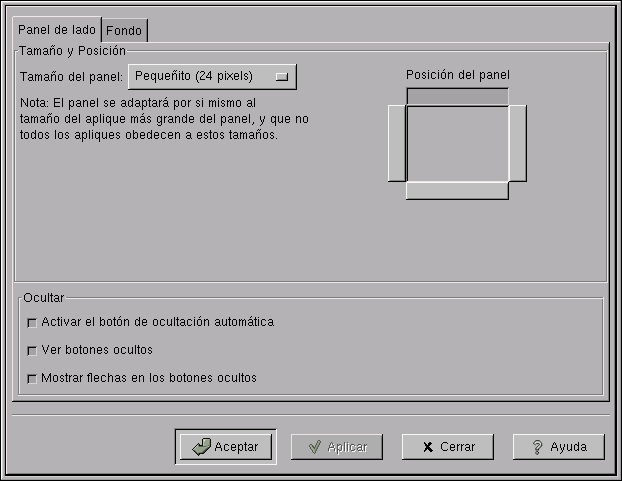 Panel de lado
Fondo
Tamaño y Posición
Tamaño del panel: Pequeñito (24 pixels)
Posición del panel
Nota: El panel se adaptará por si mismo al
tamaño del aplique más grande del panel, y que no
todos los apliques obedecen a estos tamaños.
Ocultar
Activar el botón de ocultación automática
Ver botones ocultos
Mostrar flechas en los botones ocultos
Aceptar
Aplicar
Cerrar
Ayuda